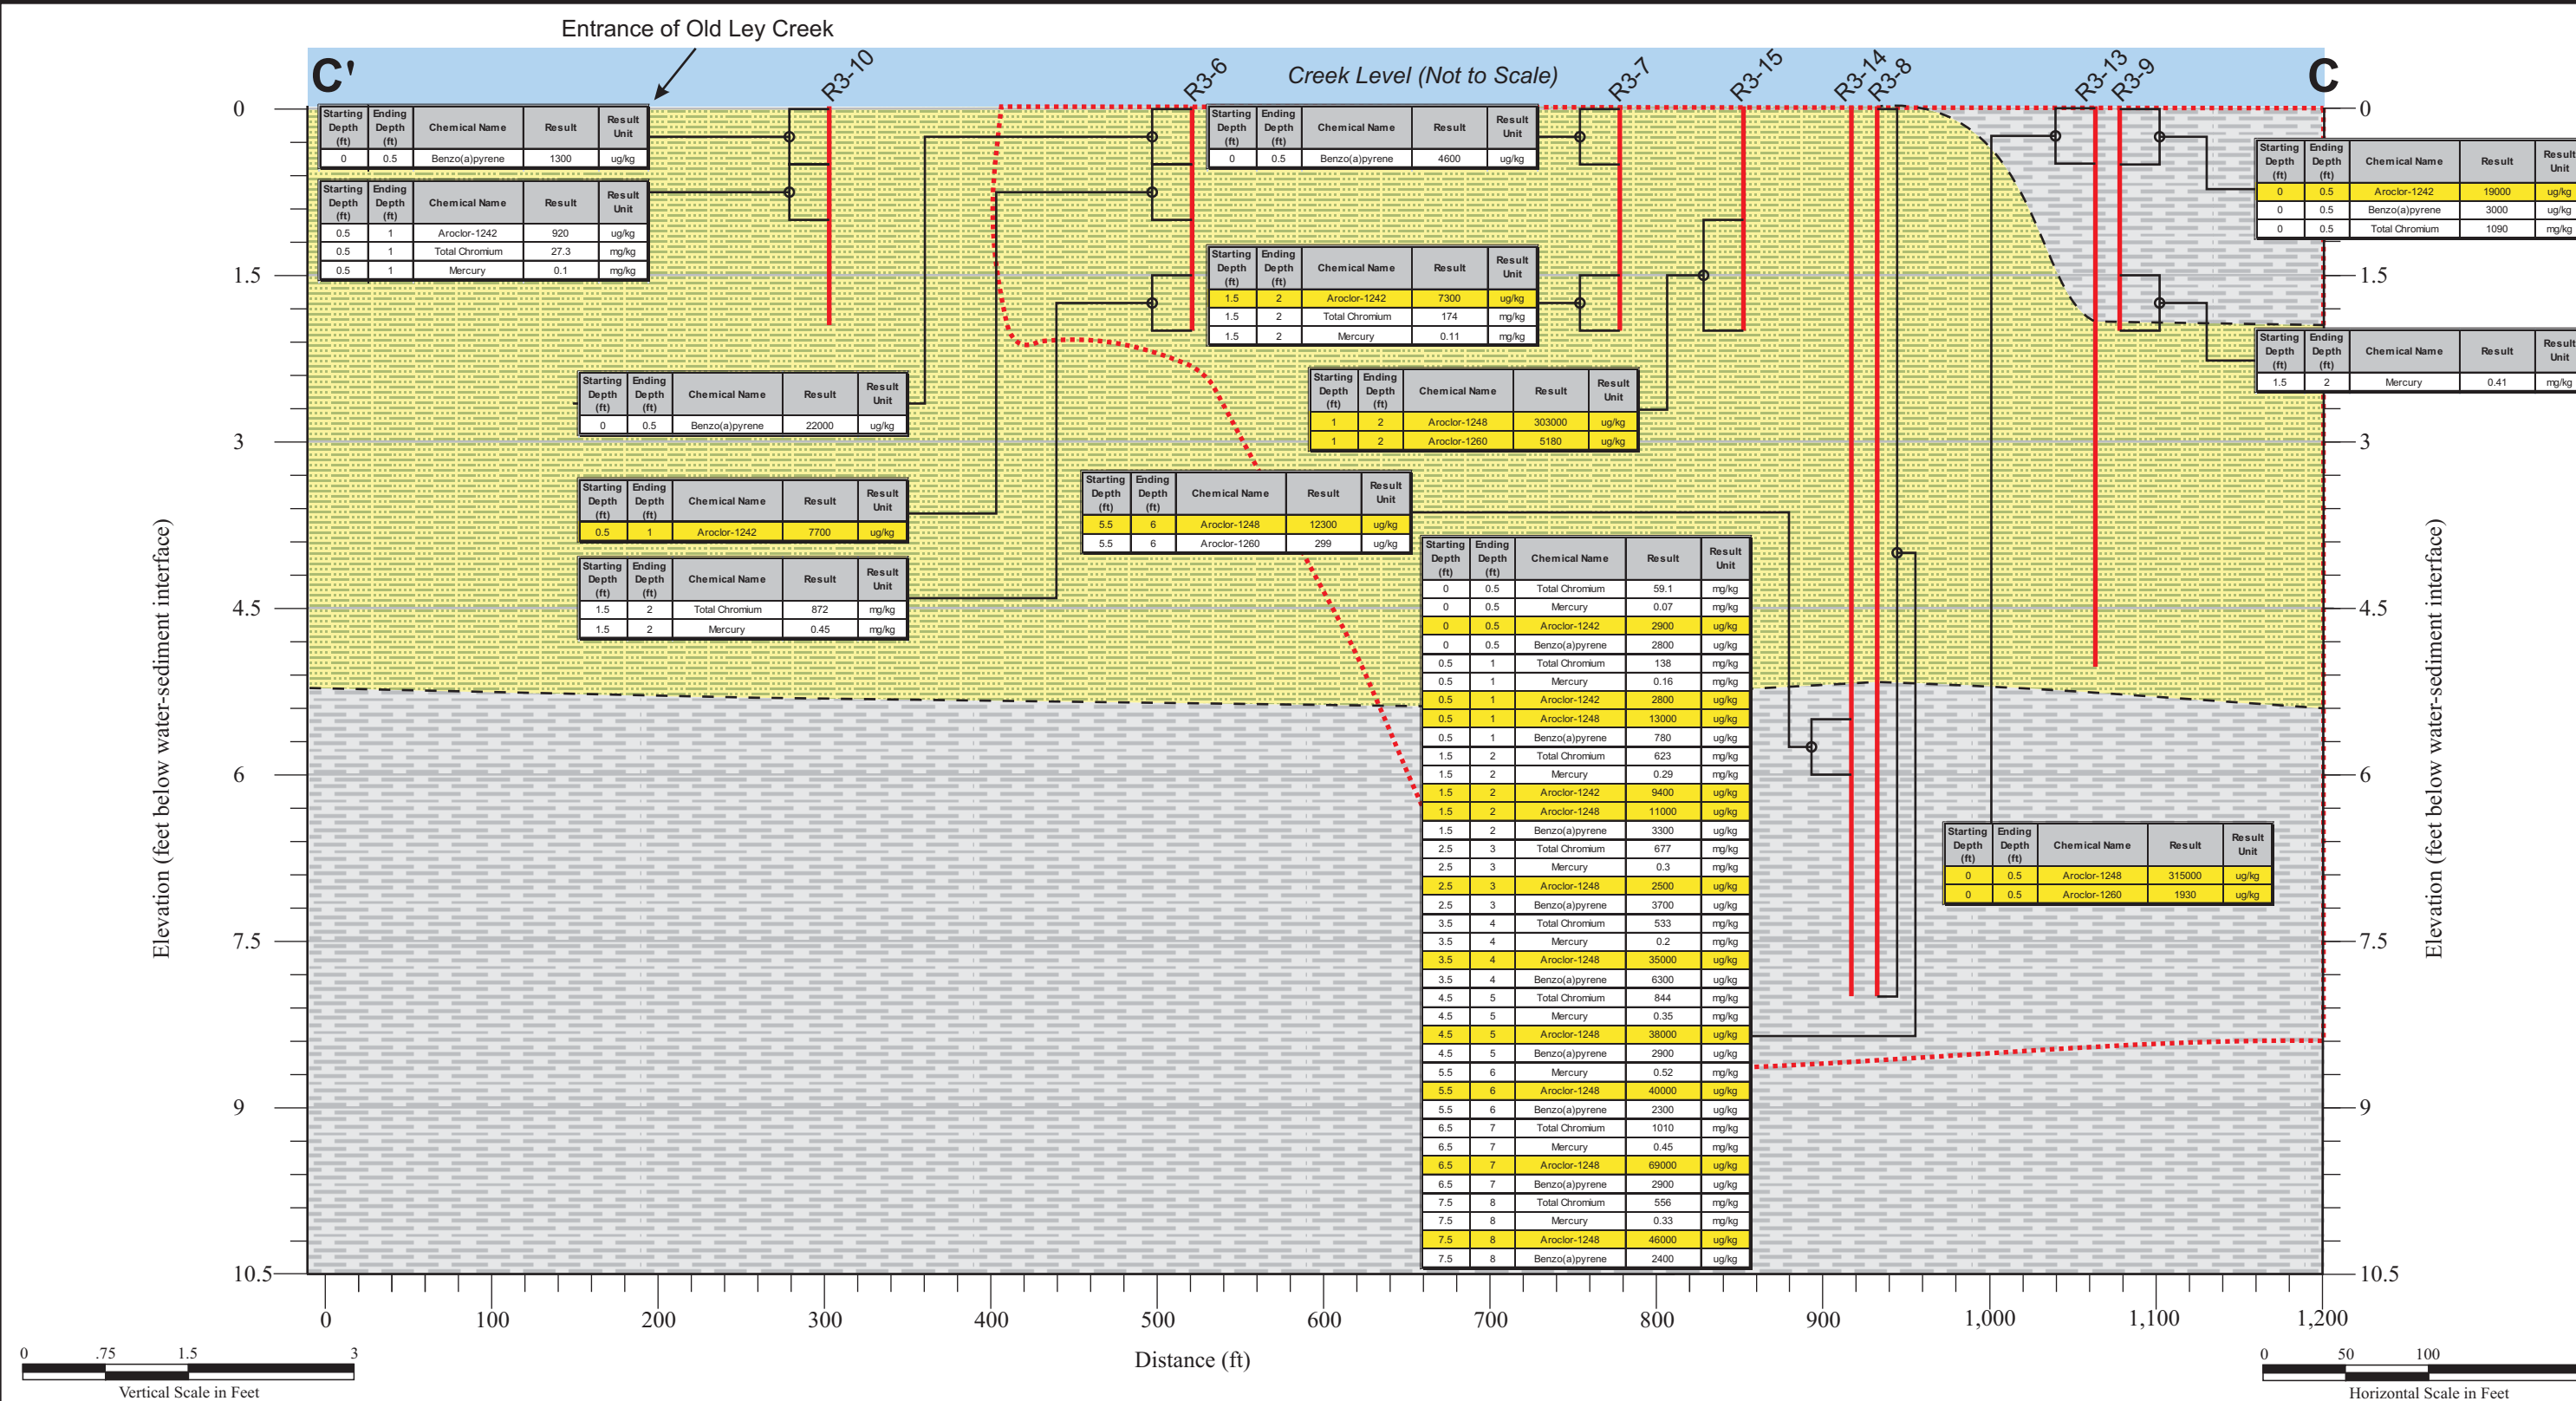 Entrance of Old Ley Creek
C'
R3-10
R3-6
Creek Level (Not to Scale)
R3-7
R3-15
R3-14
R3-8
R3-13
R3-9
C
Elevation (feet below water-sediment interface)
0
1.5
3
4.5
6
7.5
9
10.5
Starting Depth (ft) Ending Depth (ft) Chemical Name Result Result Unit
0 0.5 Benzo(a)pyrene 1300 ug/kg
Starting Depth (ft) Ending Depth (ft) Chemical Name Result Result Unit
0.5 1 Aroclor-1242 920 ug/kg
0.5 1 Total Chromium 27.3 mg/kg
0.5 1 Mercury 0.1 mg/kg
Starting Depth (ft) Ending Depth (ft) Chemical Name Result Result Unit
0 0.5 Benzo(a)pyrene 22000 ug/kg
Starting Depth (ft) Ending Depth (ft) Chemical Name Result Result Unit
0.5 1 Aroclor-1242 7700 ug/kg
Starting Depth (ft) Ending Depth (ft) Chemical Name Result Result Unit
1.5 2 Total Chromium 872 mg/kg
1.5 2 Mercury 0.45 mg/kg
Starting Depth (ft) Ending Depth (ft) Chemical Name Result Result Unit
0 0.5 Benzo(a)pyrene 4600 ug/kg
Starting Depth (ft) Ending Depth (ft) Chemical Name Result Result Unit
1.5 2 Aroclor-1242 7300 ug/kg
1.5 2 Total Chromium 174 mg/kg
1.5 2 Mercury 0.11 mg/kg
Starting Depth (ft) Ending Depth (ft) Chemical Name Result Result Unit
1 2 Aroclor-1248 303000 ug/kg
1 2 Aroclor-1260 5180 ug/kg
Starting Depth (ft) Ending Depth (ft) Chemical Name Result Result Unit
5.5 6 Aroclor-1248 12300 ug/kg
5.5 6 Aroclor-1260 299 ug/kg
Starting Depth (ft) Ending Depth (ft) Chemical Name Result Result Unit
0 0.5 Total Chromium 59.1 mg/kg
0 0.5 Mercury 0.07 mg/kg
0 0.5 Aroclor-1242 2900 ug/kg
0 0.5 Benzo(a)pyrene 2800 ug/kg
0.5 1 Total Chromium 138 mg/kg
0.5 1 Mercury 0.16 mg/kg
0.5 1 Aroclor-1242 2800 ug/kg
0.5 1 Aroclor-1248 13000 ug/kg
0.5 1 Benzo(a)pyrene 780 ug/kg
1.5 2 Total Chromium 623 mg/kg
1.5 2 Mercury 0.29 mg/kg
1.5 2 Aroclor-1242 9400 ug/kg
1.5 2 Aroclor-1248 11000 ug/kg
1.5 2 Benzo(a)pyrene 3300 ug/kg
2.5 3 Total Chromium 677 mg/kg
2.5 3 Mercury 0.3 mg/kg
2.5 3 Aroclor-1248 2500 ug/kg
2.5 3 Benzo(a)pyrene 3700 ug/kg
3.5 4 Total Chromium 533 mg/kg
3.5 4 Mercury 0.2 mg/kg
3.5 4 Aroclor-1248 35000 ug/kg
3.5 4 Benzo(a)pyrene 6300 ug/kg
4.5 5 Total Chromium 844 mg/kg
4.5 5 Mercury 0.35 mg/kg
4.5 5 Aroclor-1248 38000 ug/kg
4.5 5 Benzo(a)pyrene 2900 ug/kg
5.5 6 Mercury 0.52 mg/kg
5.5 6 Aroclor-1248 40000 ug/kg
5.5 6 Benzo(a)pyrene 2300 ug/kg
6.5 7 Total Chromium 1010 mg/kg
6.5 7 Mercury 0.45 mg/kg
6.5 7 Aroclor-1248 69000 ug/kg
6.5 7 Benzo(a)pyrene 2900 ug/kg
7.5 8 Total Chromium 556 mg/kg
7.5 8 Mercury 0.33 mg/kg
7.5 8 Aroclor-1248 46000 ug/kg
7.5 8 Benzo(a)pyrene 2400 ug/kg
Starting Depth (ft) Ending Depth (ft) Chemical Name Result Result Unit
0 0.5 Aroclor-1248 315000 ug/kg
0 0.5 Aroclor-1260 1930 ug/kg
Starting Depth (ft) Ending Depth (ft) Chemical Name Result Result Unit
0 0.5 Aroclor-1242 19000 ug/kg
0 0.5 Benzo(a)pyrene 3000 ug/kg
0 0.5 Total Chromium 1090 mg/kg
Starting Depth (ft) Ending Depth (ft) Chemical Name Result Result Unit
1.5 2 Mercury 0.41 mg/kg
0
1.5
3
4.5
6
7.5
9
10.5
Elevation (feet below water-sediment interface)
0 100 200 300 400 500 600 700 800 900 1,000 1,100 1,200
Distance (ft)
0 .75 1.5 3
Vertical Scale in Feet
0 50 100
Horizontal Scale in Feet